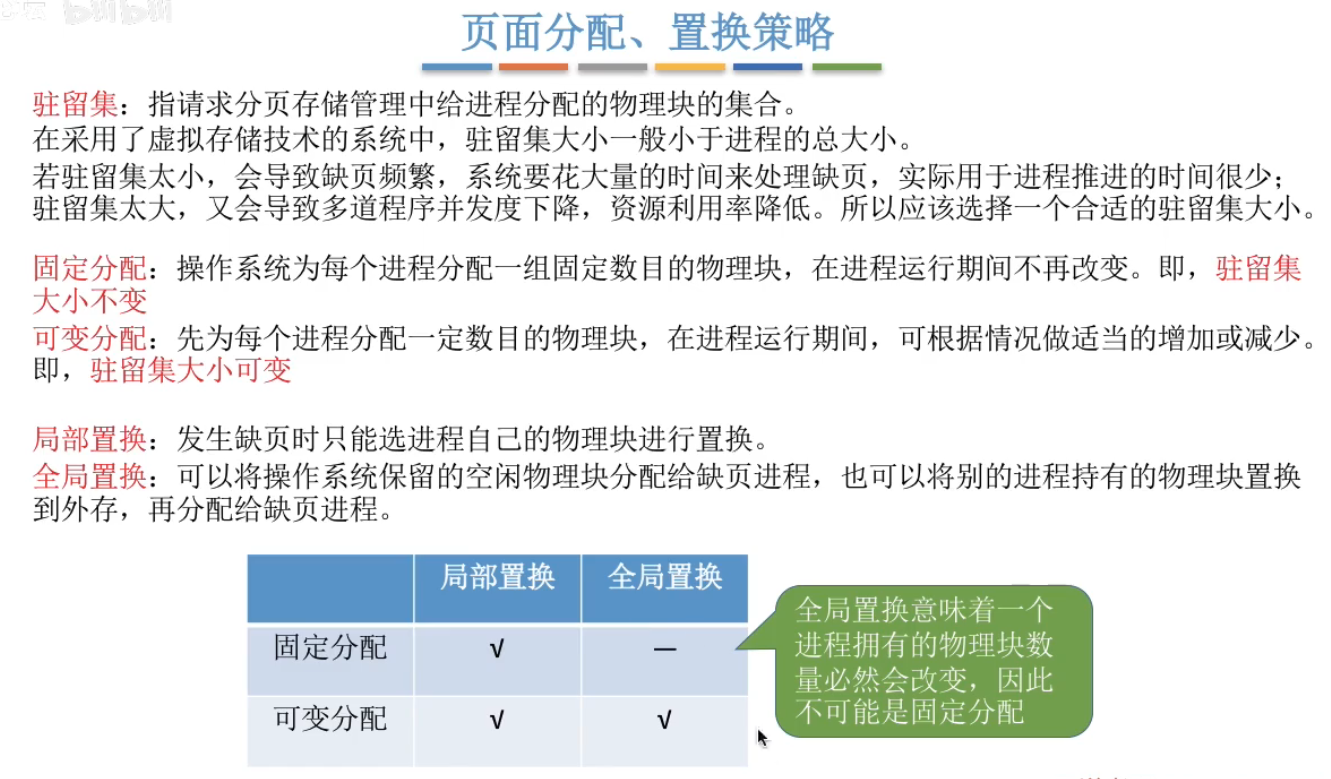 页面分配、置换策略
驻留集：指请求分页存储管理中给进程分配的物理块的集合。
在采用了虚拟存储技术的系统中，驻留集大小一般小于进程的总大小。
若驻留集太小，会导致缺页频繁，系统要花大量的时间来处理缺页，实际用于进程推进的时间很少；
驻留集太大，又会导致多道程序并发度下降，资源利用率降低。所以应该选择一个合适的驻留集大小。
固定分配：操作系统为每个进程分配一组固定数目的物理块，在进程运行期间不再改变。即，驻留集
大小不变
可变分配：先为每个进程分配一定数目的物理块，在进程运行期间，可根据情况做适当的增加或减少。
即，驻留集大小可变
局部置换：发生缺页时只能选进程自己的物理块进行置换。
全局置换：可以将操作系统保留的空闲物理块分配给缺页进程，也可以将别的进程持有的物理块置换
到外存，再分配给缺页进程。
局部置换 全局置换
固定分配 √ —
可变分配 √ √
全局置换意味着一个
进程拥有的物理块数
量必然会改变，因此
不可能是固定分配